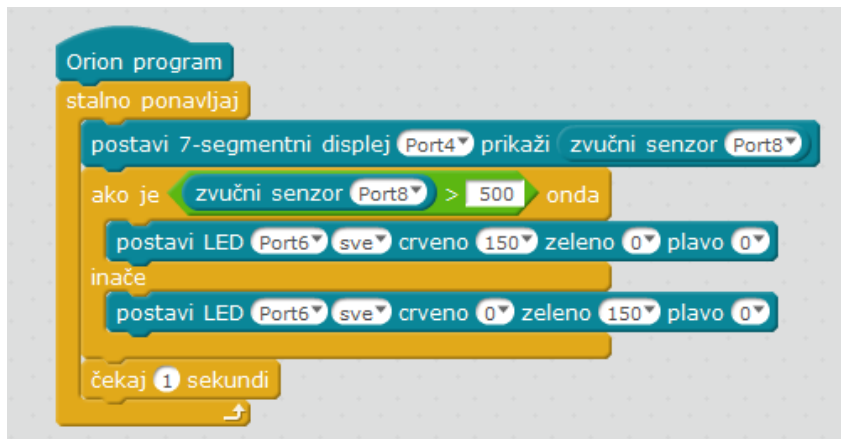 Orion program
stalno ponavljaj
postavi 7-segmentni displej Port4 prikaži zvučni senzor Port8
ako je zvučni senzor Port8 > 500 onda
postavi LED Port6 sve crveno 150 zeleno 0 plavo 0
inače
postavi LED Port6 sve crveno 0 zeleno 150 plavo 0
čekaj 1 sekundi